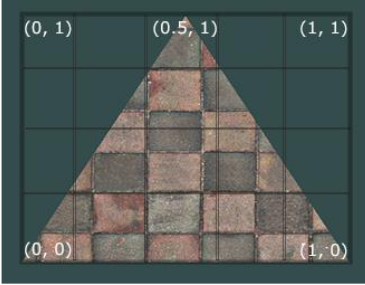 (0, 1) (0.5, 1) (1, 1)
(0, 0) (1, 0)